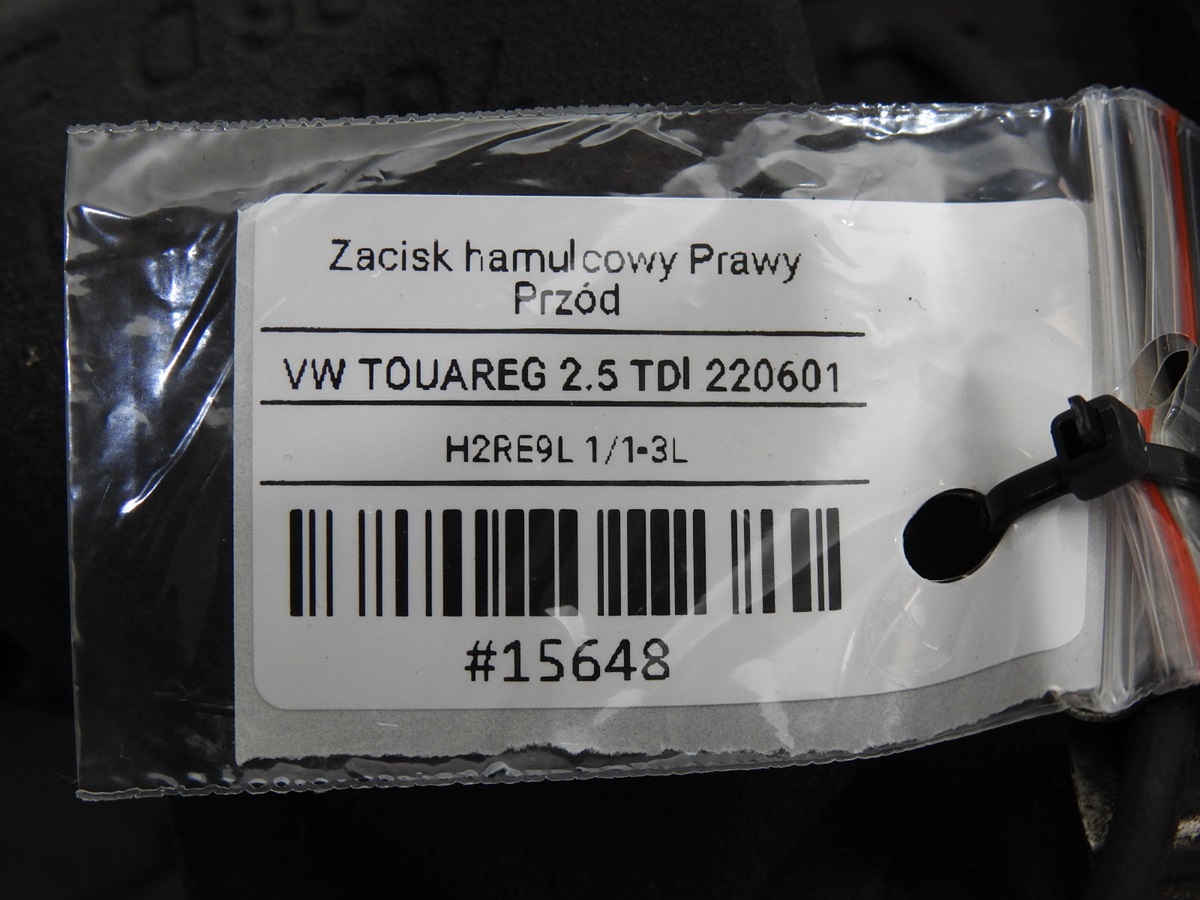 Zacisk hamulcowy Prawy
Przód
VW TOUAREG 2.5 TDI 220601
H2RE9L 1/1-3L
#15648